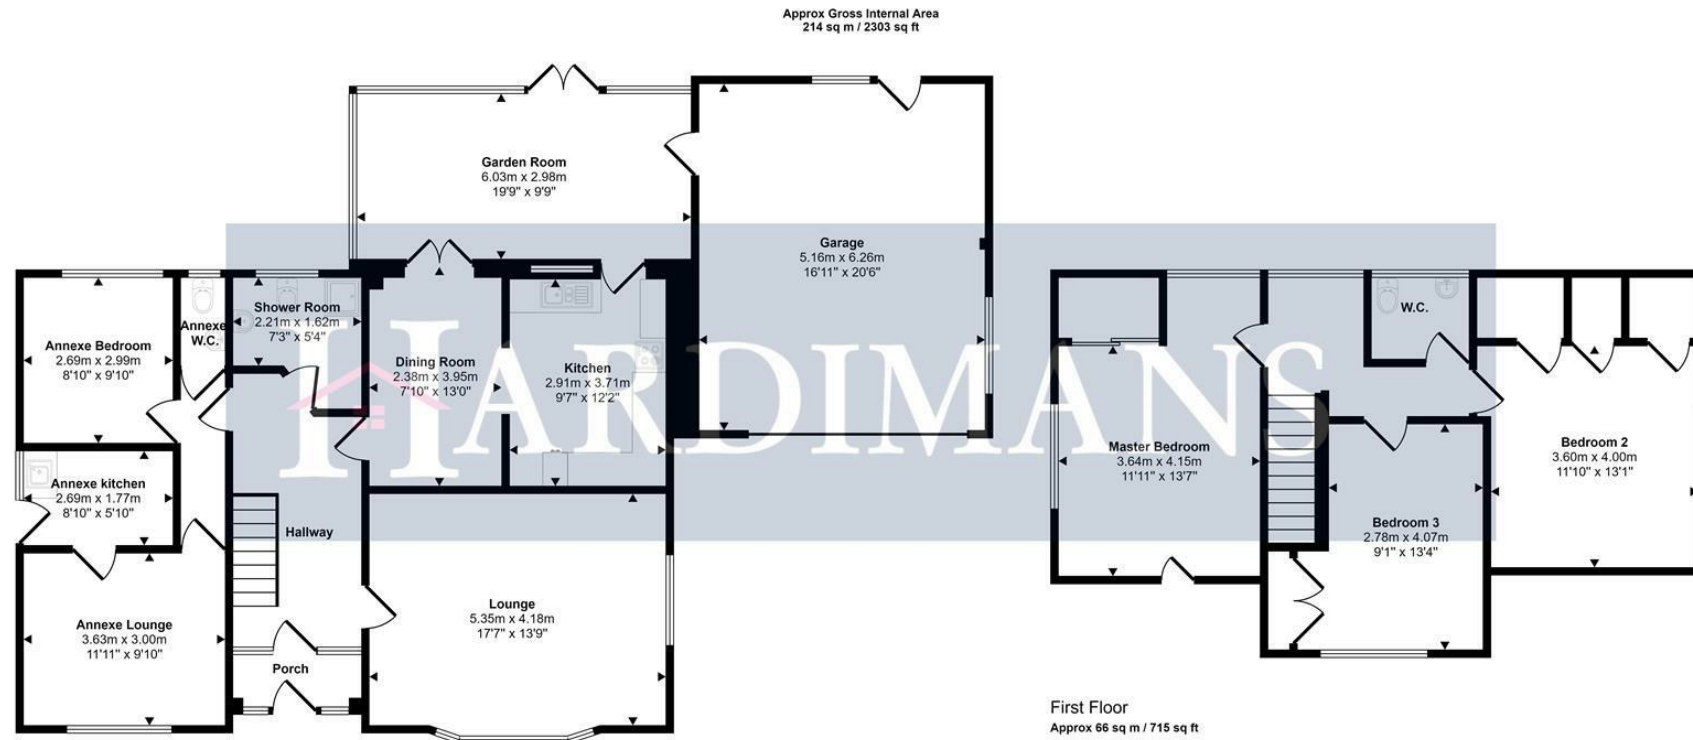 Approx Gross Internal Area
214 sq m / 2303 sq ft
Garden Room
6.03m x 2.98m
19'9" x 9'9"
Garage
5.16m x 6.26m
16'11" x 20'6"
Annexe Bedroom
2.69m x 2.99m
8'10" x 9'10"
Annexe
W.C.
Shower Room
2.21m x 1.62m
7'3" x 5'4"
Dining Room
2.38m x 3.95m
7'10" x 13'0"
Kitchen
2.91m x 3.71m
9'7" x 12'2"
HARDIMANS
Annexe kitchen
2.69m x 1.77m
8'10" x 5'10"
Hallway
Annexe Lounge
3.63m x 3.00m
11'11" x 9'10"
Porch
Lounge
5.35m x 4.18m
17'7" x 13'9"
W.C.
Master Bedroom
3.64m x 4.15m
11'11" x 13'7"
Bedroom 2
3.60m x 4.00m
11'10" x 13'1"
Bedroom 3
2.78m x 4.07m
9'1" x 13'4"
First Floor
Approx 66 sq m / 715 sq ft